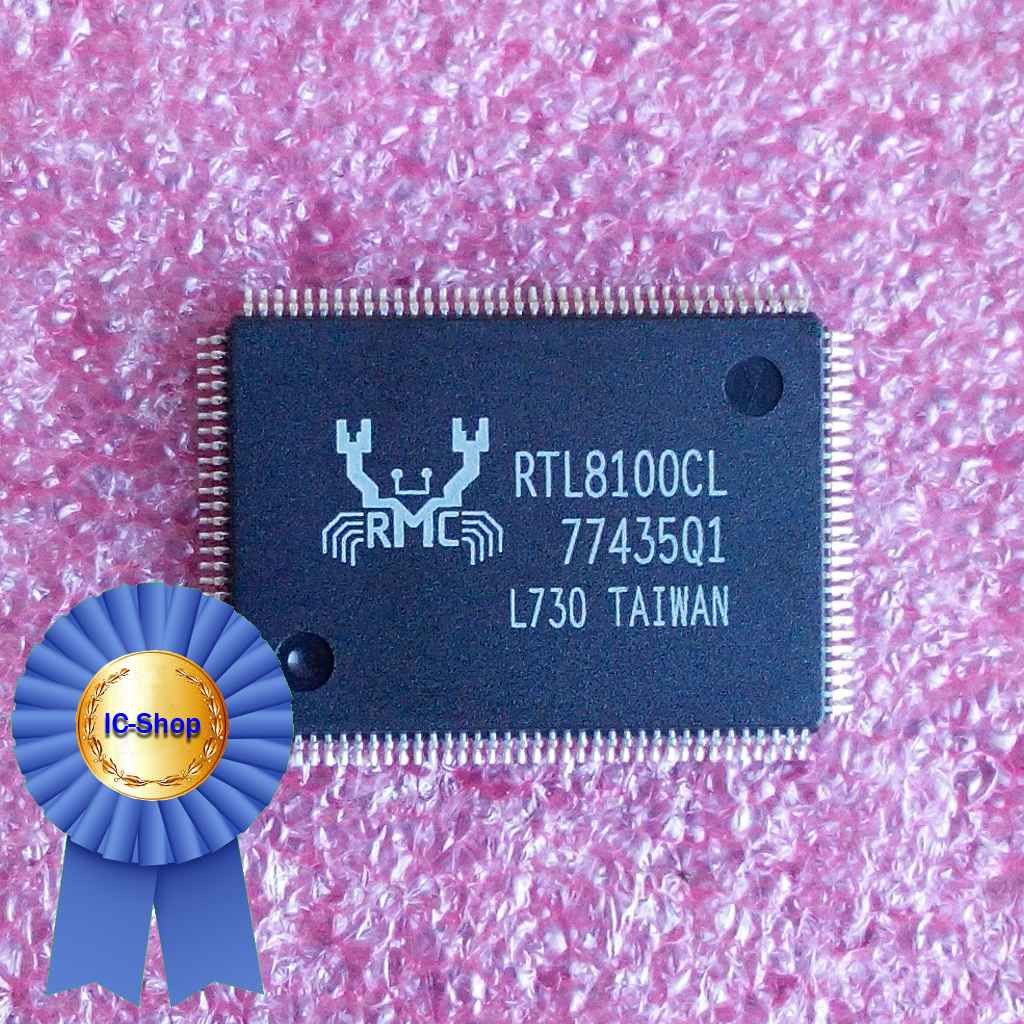 RMC
RTL8100CL
77435Q1
L730 TAIWAN
IC-Shop